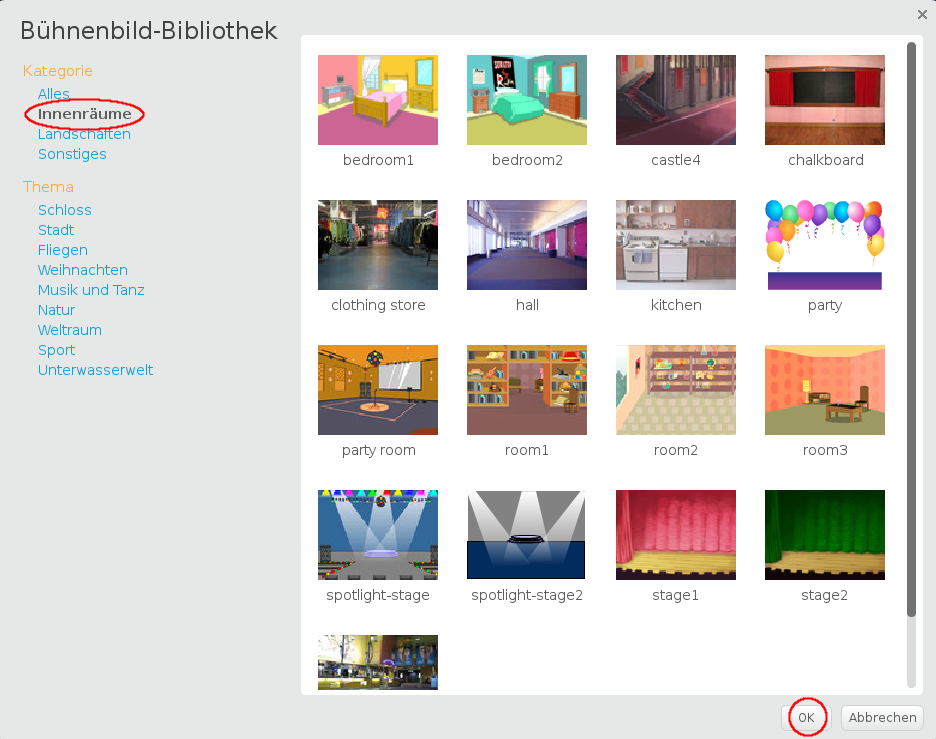 Bühnenbild-Bibliothek
Kategorie
Alles
Innenräume
Landschaften
Sonstiges
Thema
Schloss
Stadt
Fliegen
Weihnachten
Musik und Tanz
Natur
Weltraum
Sport
Unterwasserwelt
bedroom1 bedroom2 castle4 chalkboard
clothing store hall kitchen party
party room room1 room2 room3
spotlight-stage spotlight-stage2 stage1 stage2
OK Abbrechen